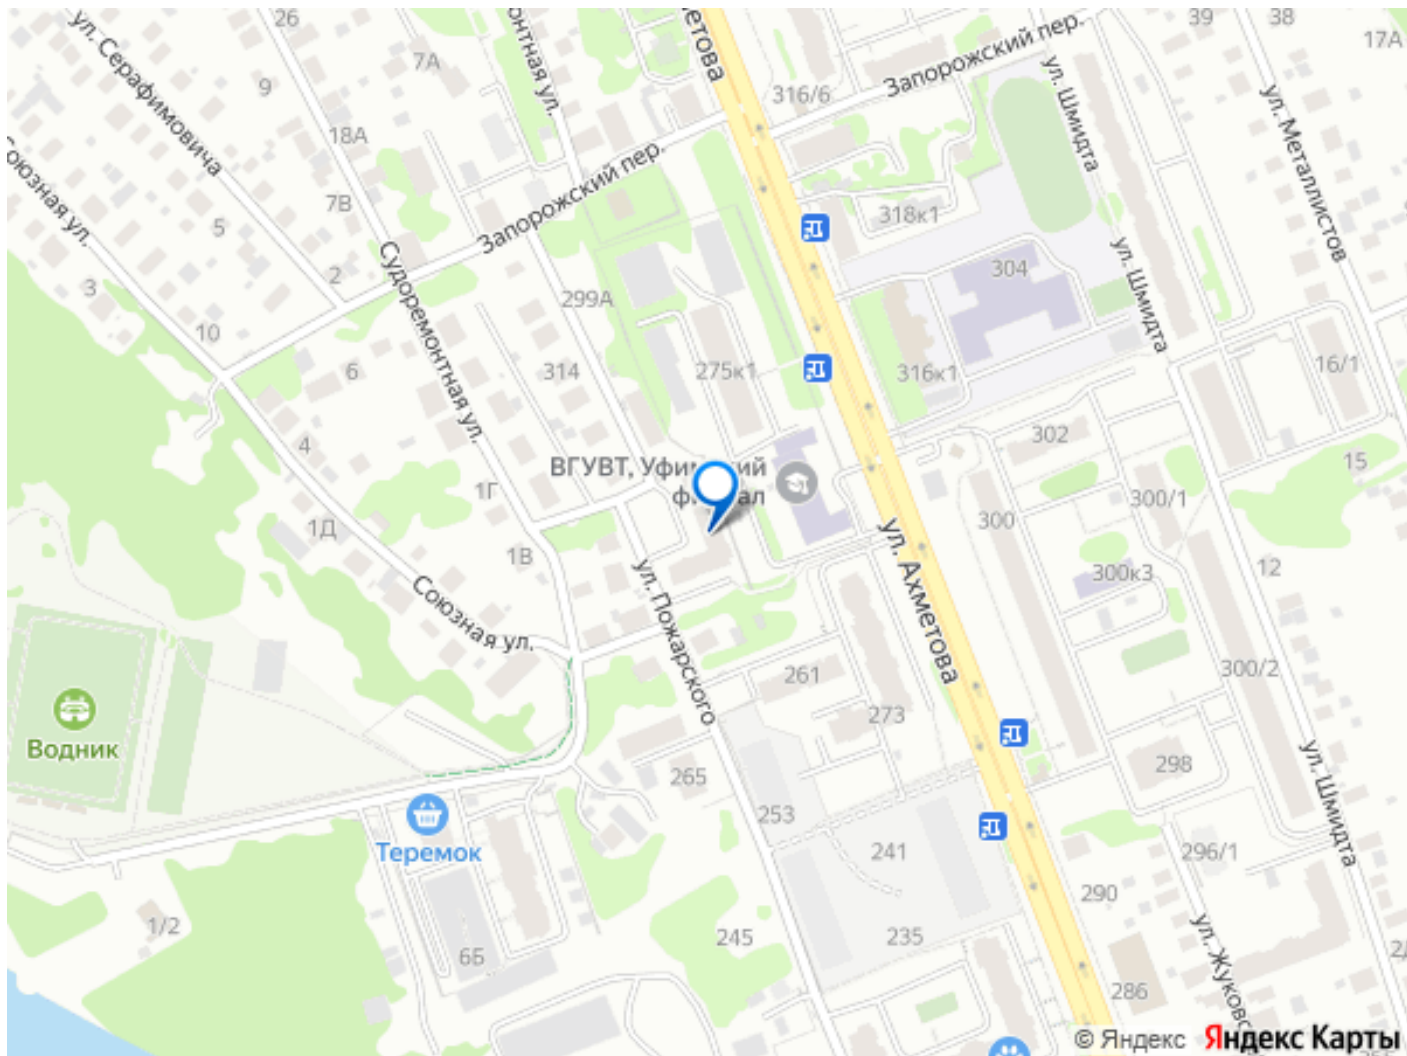 26
39
38
17А
ул. Серафимовича
7А
онтная ул.
етова
Запорожский пер.
ул. Шмидта
ул. Металлистов
9
18А
316/6
Союзная ул.
7В
5
Запорожский пер.
318к1
2
Судоремонтная ул.
304
ул. Шмидта
3
299А
10
6
314
275к1
316к1
16/1
4
302
15
ВГУВТ, Уфимский
филиал
1Г
300/1
300
1Д
1В
ул. Ахметова
12
300к3
Союзная ул.
ул. Пожарского
261
300/2
273
Водник
265
298
ул. Шмидта
253
Теремок
241
296/1
290
1/2
6Б
245
235
ул. Жуковс
286
© Яндекс
Яндекс Карты